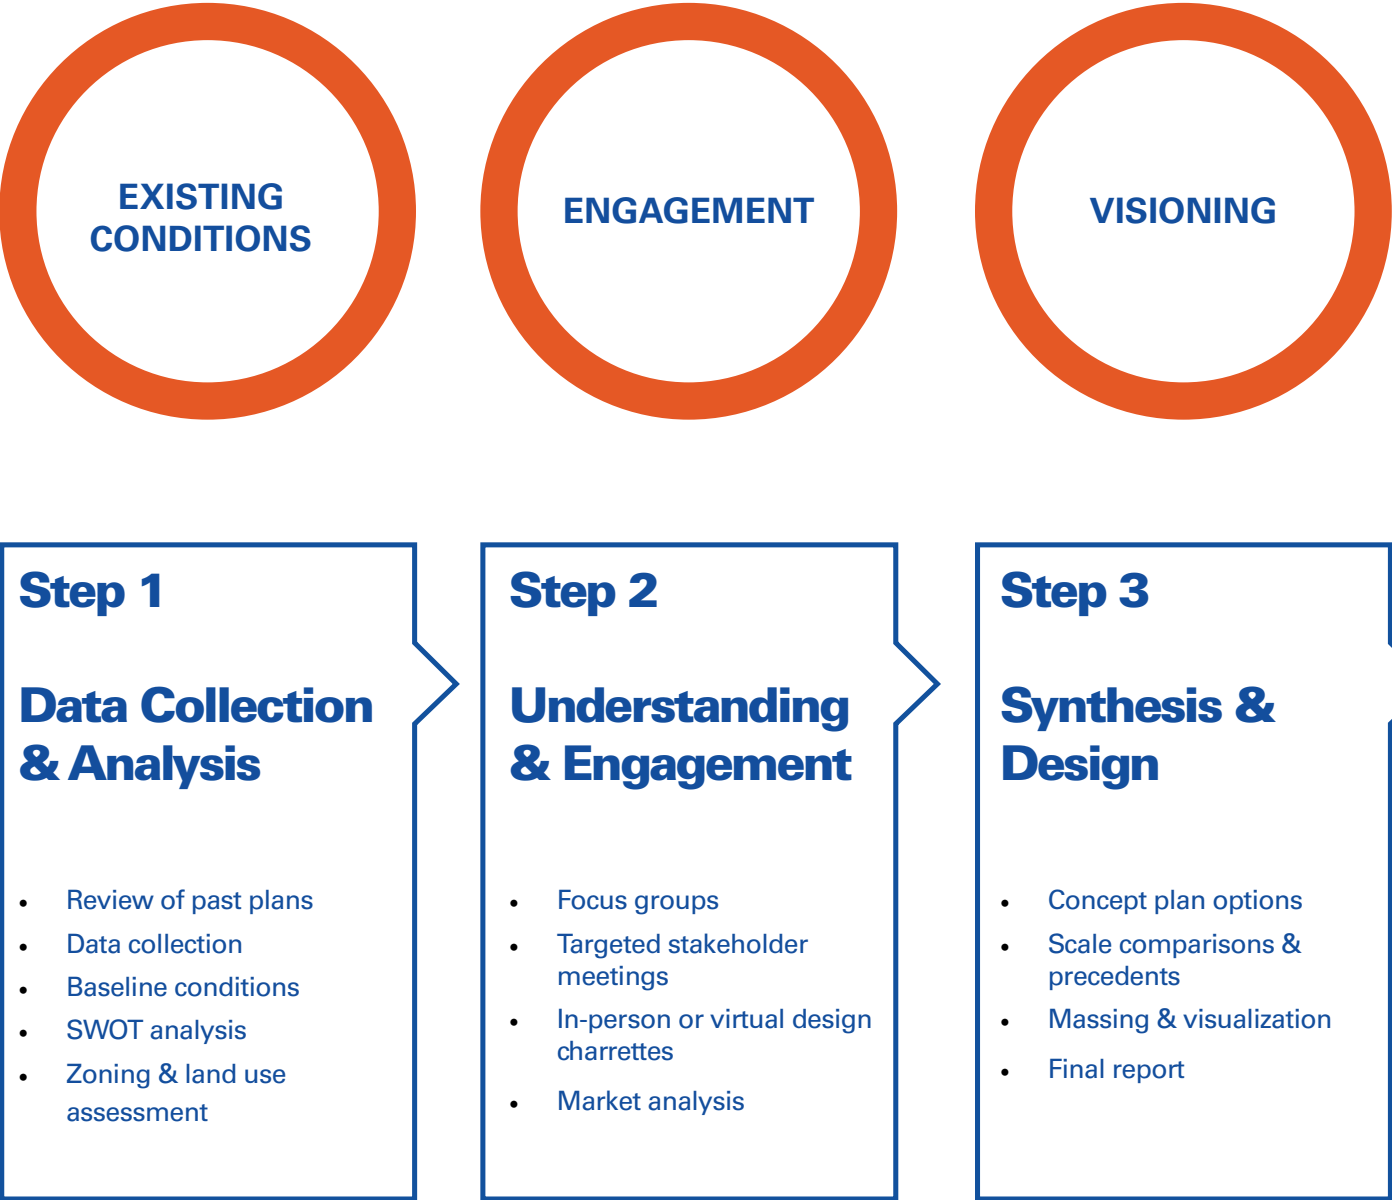 EXISTING
CONDITIONS
ENGAGEMENT
VISIONING
Step 1
Data Collection
& Analysis
• Review of past plans
• Data collection
• Baseline conditions
• SWOT analysis
• Zoning & land use
assessment
Step 2
Understanding
& Engagement
• Focus groups
• Targeted stakeholder
meetings
• In-person or virtual design
charrettes
• Market analysis
Step 3
Synthesis &
Design
• Concept plan options
• Scale comparisons &
precedents
• Massing & visualization
• Final report